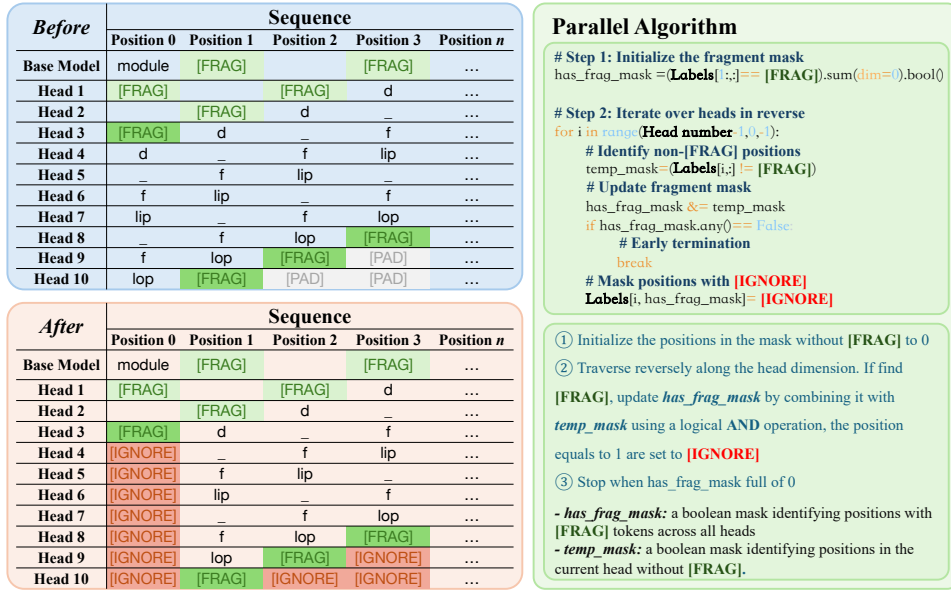 Before
Sequence
Position 0 Position 1 Position 2 Position 3 Position n
Base Model module [FRAG] [FRAG] ...
Head 1 [FRAG] [FRAG] d ...
Head 2 [FRAG] d _ ...
Head 3 [FRAG] d _ f ...
Head 4 d _ f lip ...
Head 5 _ f lip _ ...
Head 6 f lip _ f ...
Head 7 lip _ f lop ...
Head 8 _ f lop [FRAG] ...
Head 9 f lop [FRAG] [PAD] ...
Head 10 lop [FRAG] [PAD] [PAD] ...
After
Sequence
Position 0 Position 1 Position 2 Position 3 Position n
Base Model module [FRAG] [FRAG] ...
Head 1 [FRAG] [FRAG] d ...
Head 2 [FRAG] d _ ...
Head 3 [FRAG] d _ f ...
Head 4 [IGNORE] _ f lip ...
Head 5 [IGNORE] f lip _ ...
Head 6 [IGNORE] lip _ f ...
Head 7 [IGNORE] _ f lop ...
Head 8 [IGNORE] f lop [FRAG] ...
Head 9 [IGNORE] lop [FRAG] [IGNORE] ...
Head 10 [IGNORE] [FRAG] [IGNORE] [IGNORE] ...
Parallel Algorithm
# Step 1: Initialize the fragment mask
has_frag_mask =(Labels[1:,:]== [FRAG]).sum(dim=0).bool()
# Step 2: Iterate over heads in reverse
for i in range(Head number-1,0,-1):
# Identify non-[FRAG] positions
temp_mask=(Labels[i,:] != [FRAG])
# Update fragment mask
has_frag_mask &= temp_mask
if has_frag_mask.any()== False:
# Early termination
break
# Mask positions with [IGNORE]
Labels[i, has_frag_mask]= [IGNORE]
① Initialize the positions in the mask without [FRAG] to 0
② Traverse reversely along the head dimension. If find
[FRAG], update has_frag_mask by combining it with
temp_mask using a logical AND operation, the position
equals to 1 are set to [IGNORE]
③ Stop when has_frag_mask full of 0
- has_frag_mask: a boolean mask identifying positions with
[FRAG] tokens across all heads
- temp_mask: a boolean mask identifying positions in the
current head without [FRAG].